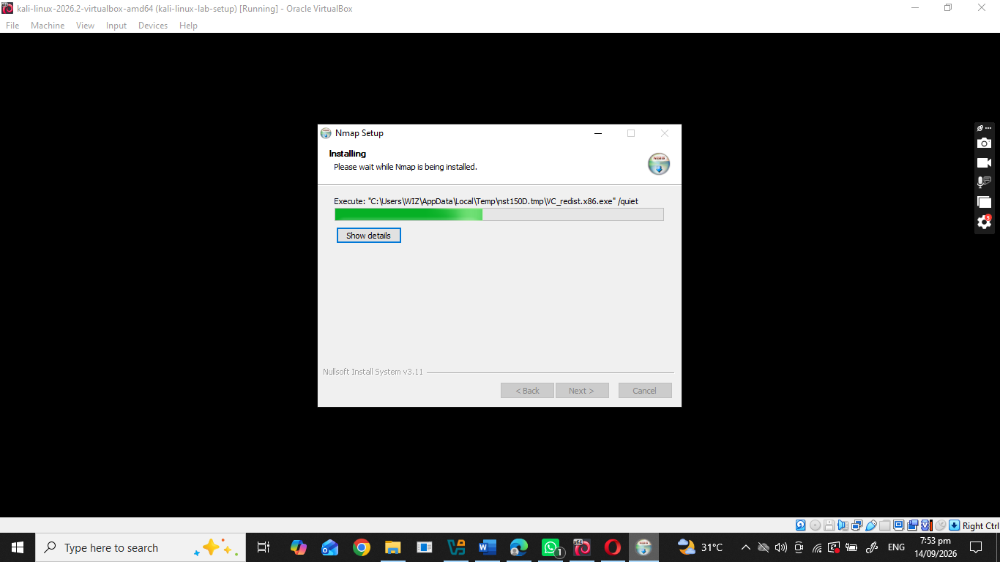 kali-linux-2026.2-virtualbox-amd64 (kali-linux-lab-setup) [Running] - Oracle VirtualBox
File Machine View Input Devices Help
Nmap Setup
Installing
Please wait while Nmap is being installed.
Execute: "C:\Users\WIZ\AppData\Local\Temp\nst150D.tmp\VC_redist.x86.exe" /quiet
Show details
Nullsoft Install System v3.11
< Back Next > Cancel
5
Right Ctrl
Type here to search
1
x64
31°C
ENG
7:53 pm
14/09/2026